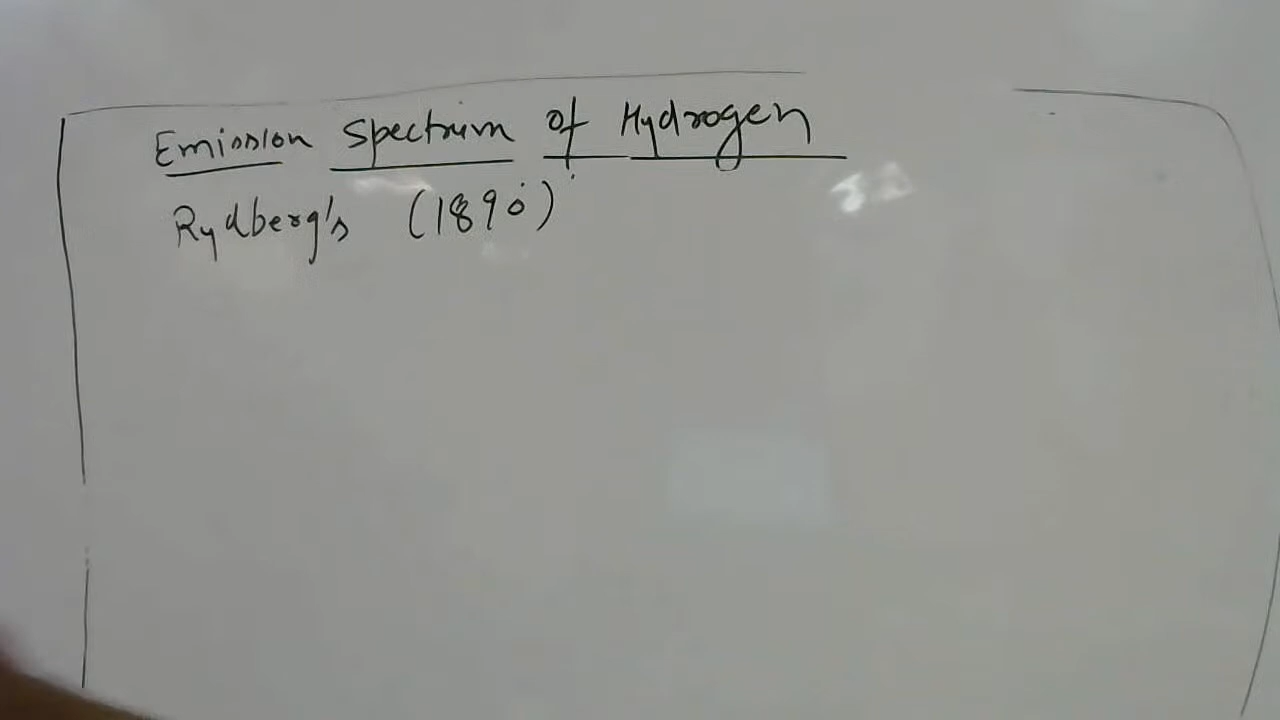 Emission Spectrum of Hydrogen
Rydberg's (1890)